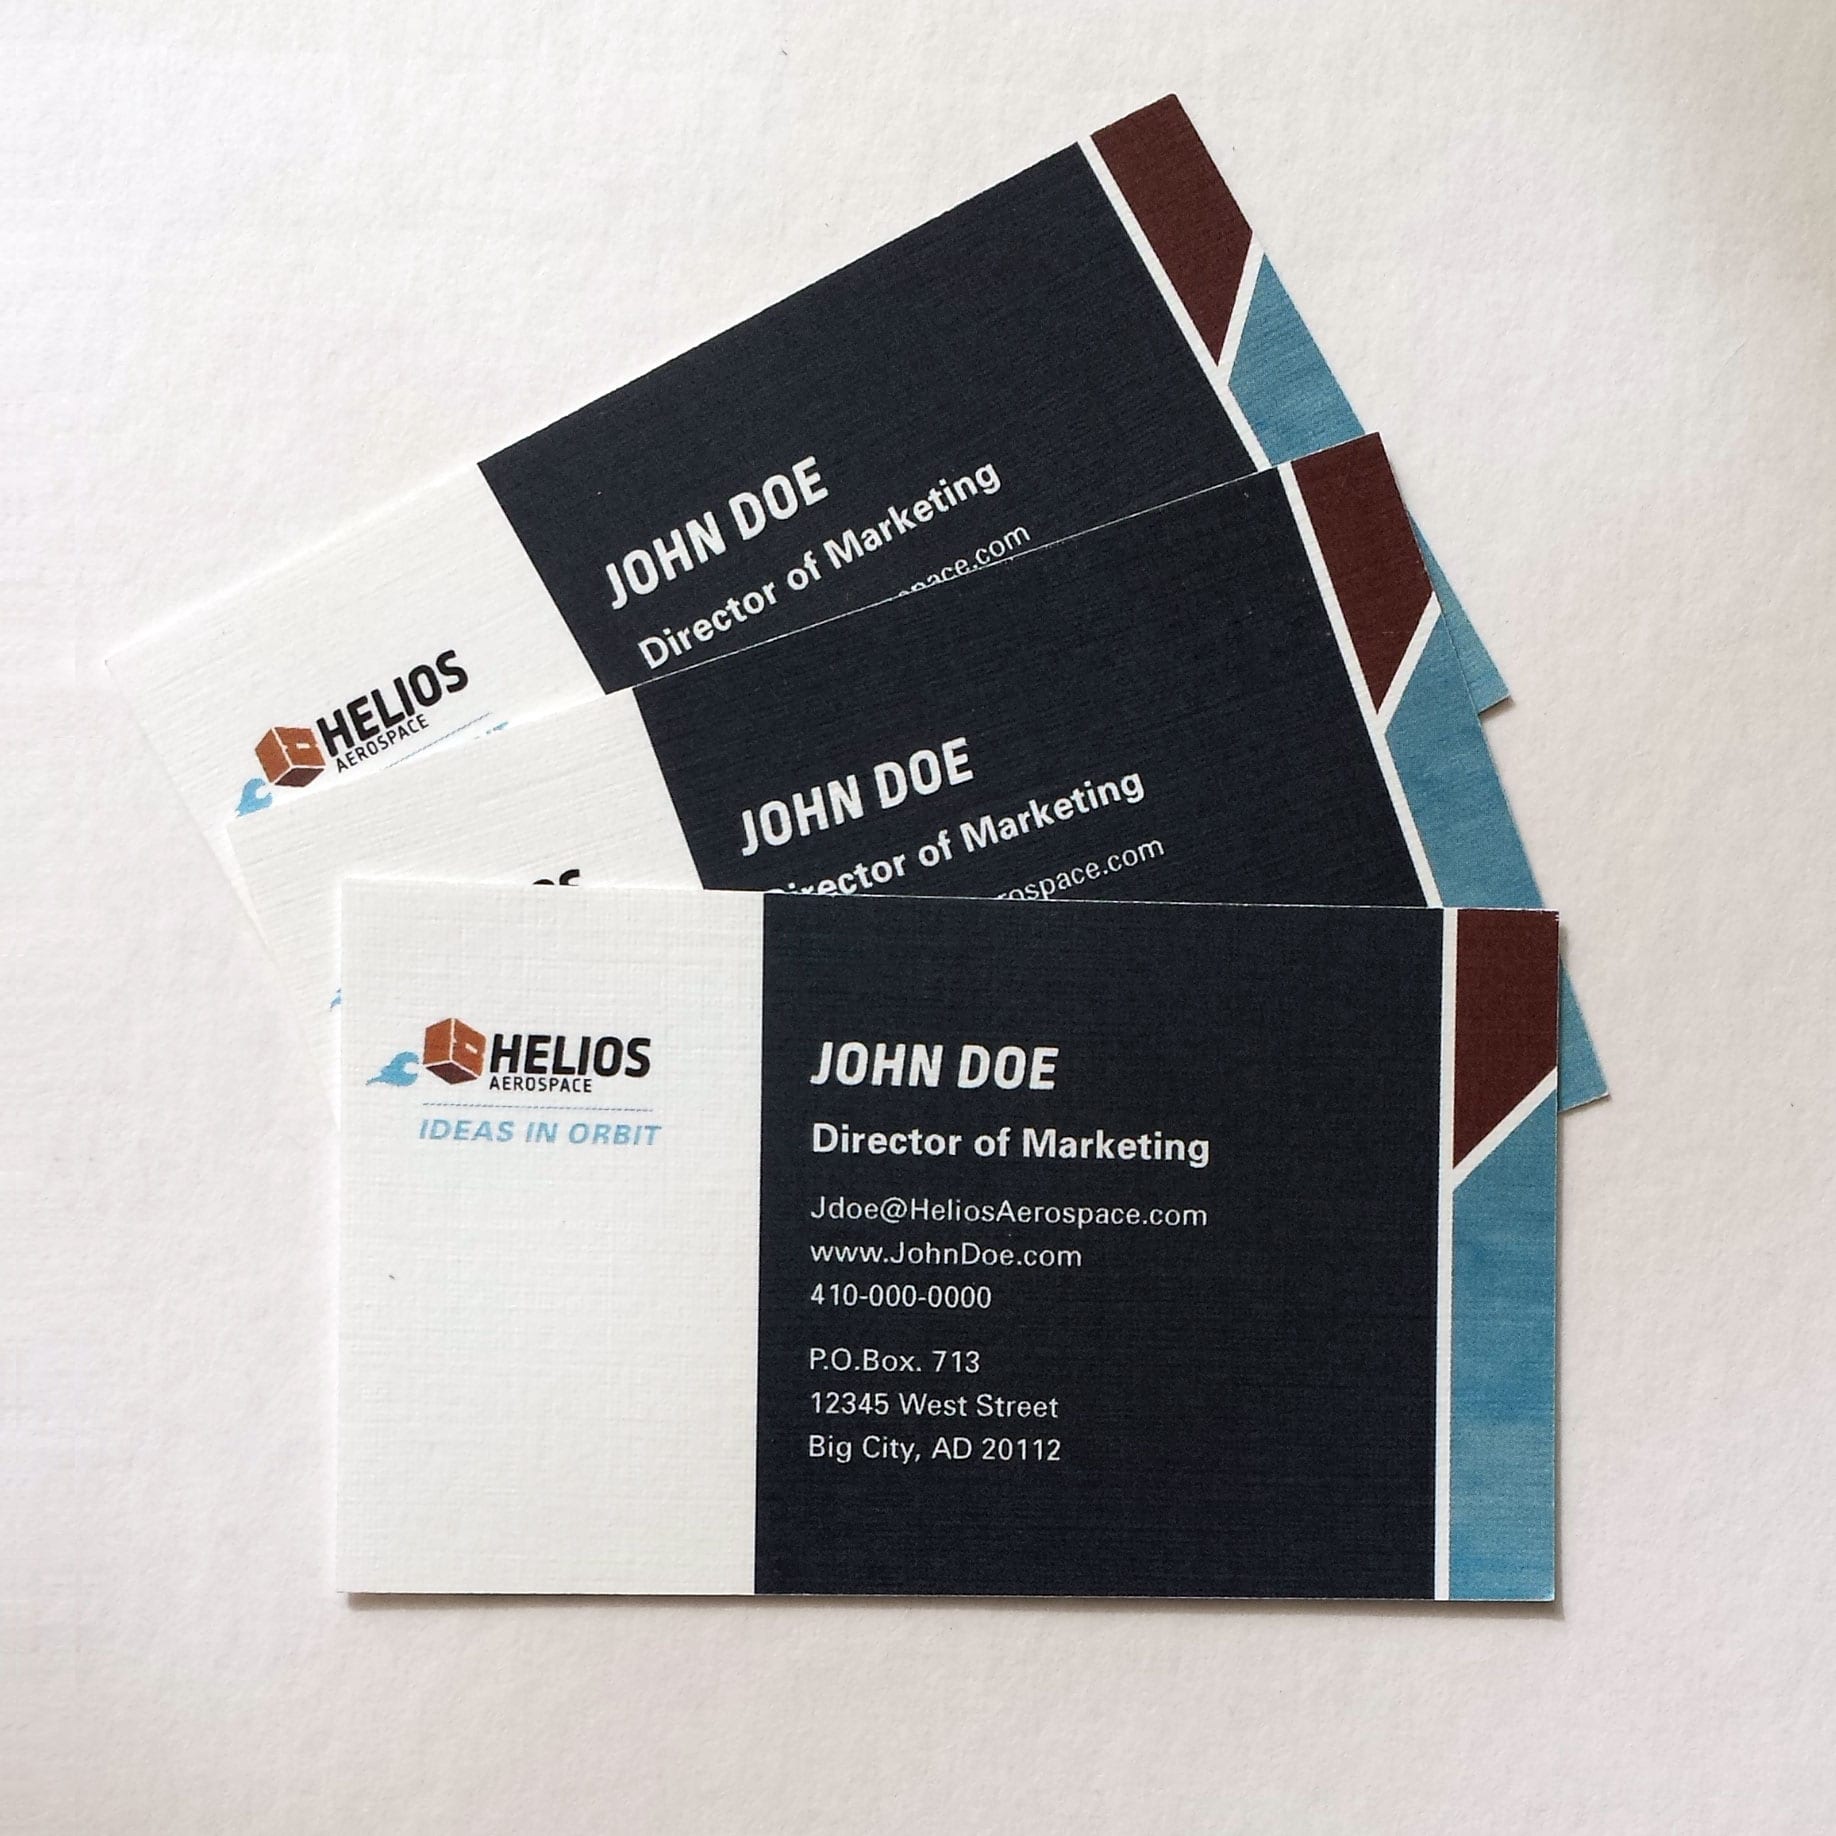 HELIOS
AEROSPACE
JOHN DOE
Director of Marketing
JOHN DOE
Director of Marketing
HELIOS
AEROSPACE
IDEAS IN ORBIT
JOHN DOE
Director of Marketing
Jdoe@HeliosAerospace.com
www.JohnDoe.com
410-000-0000
P.O.Box. 713
12345 West Street
Big City, AD 20112